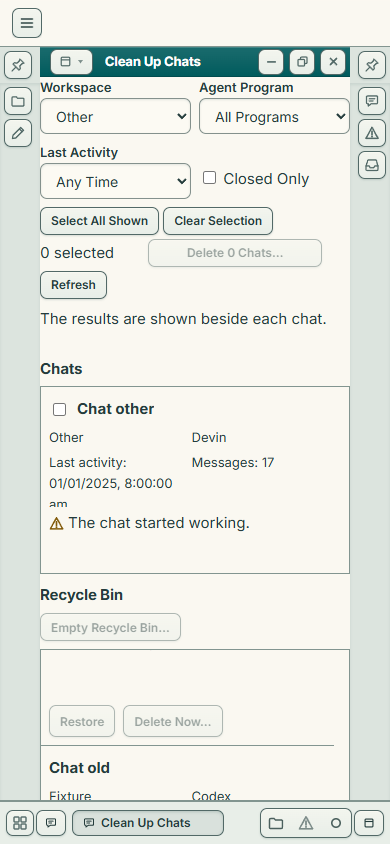 Clean Up Chats
Workspace
Agent Program
Other
All Programs
Last Activity
Any Time
Closed Only
Select All Shown
Clear Selection
0 selected
Delete 0 Chats...
Refresh
The results are shown beside each chat.
Chats
Chat other
Other
Devin
Last activity:
Messages: 17
01/01/2025, 8:00:00
am
The chat started working.
Recycle Bin
Empty Recycle Bin...
Restore
Delete Now...
Chat old
Fixture
Codex
Clean Up Chats